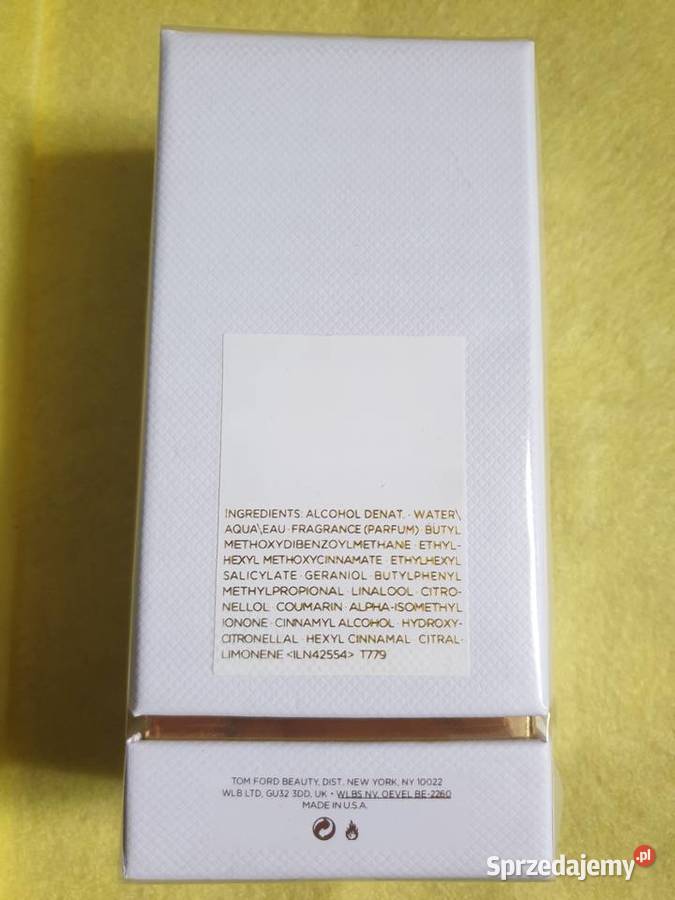 INGREDIENTS: ALCOHOL DENAT. · WATER\
AQUA\EAU · FRAGRANCE (PARFUM) · BUTYL
METHOXYDIBENZOYLMETHANE · ETHYL-
HEXYL METHOXYCINNAMATE · ETHYLHEXYL
SALICYLATE · GERANIOL · BUTYLPHENYL
METHYLPROPIONAL · LINALOOL · CITRO-
NELLOL · COUMARIN · ALPHA-ISOMETHYL
IONONE · CINNAMYL ALCOHOL · HYDROXY-
CITRONELLAL · HEXYL CINNAMAL · CITRAL ·
LIMONENE <ILN42554> T779
TOM FORD BEAUTY, DIST. NEW YORK, NY 10022
WLB LTD, GU32 3DD, UK • WLBS NV, OEVEL BE-2260
MADE IN U.S.A.
Sprzedajemy.pl